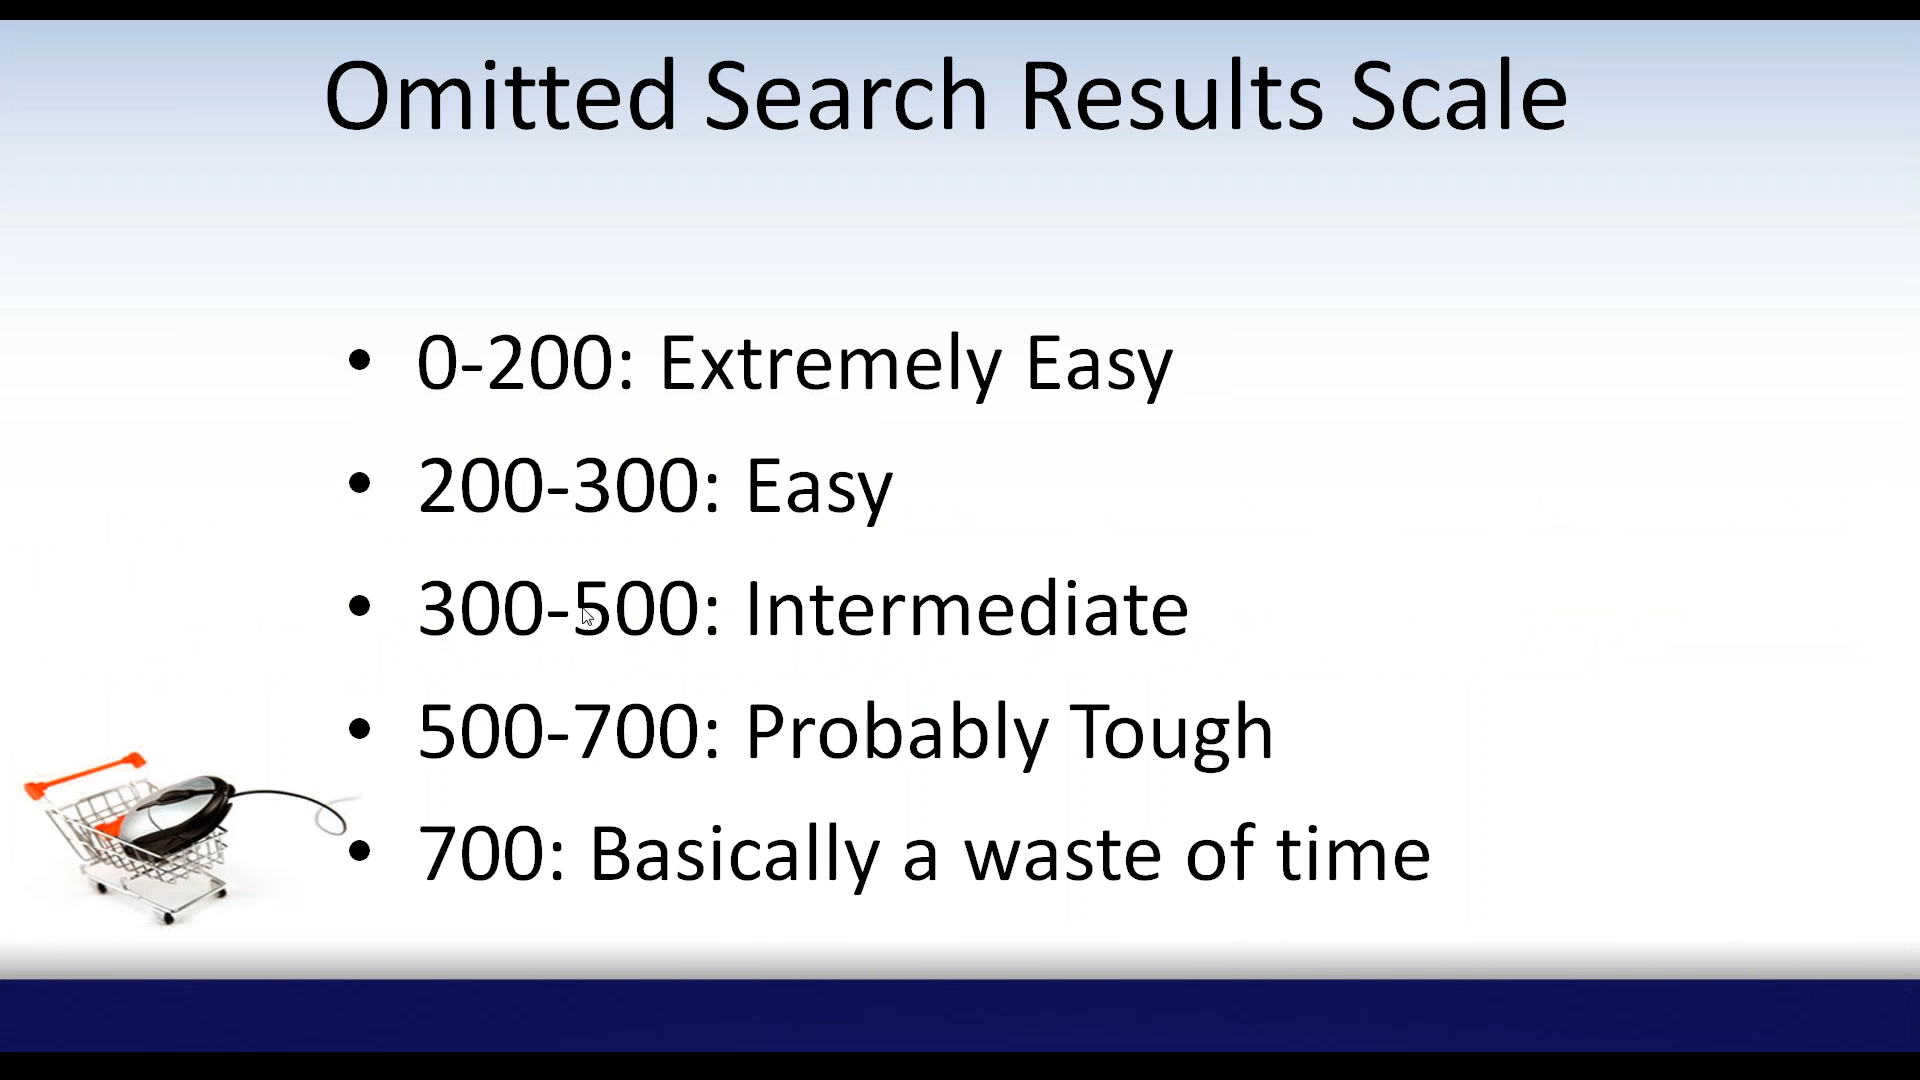 Omitted Search Results Scale
• 0-200: Extremely Easy
• 200-300: Easy
• 300-500: Intermediate
• 500-700: Probably Tough
• 700: Basically a waste of time